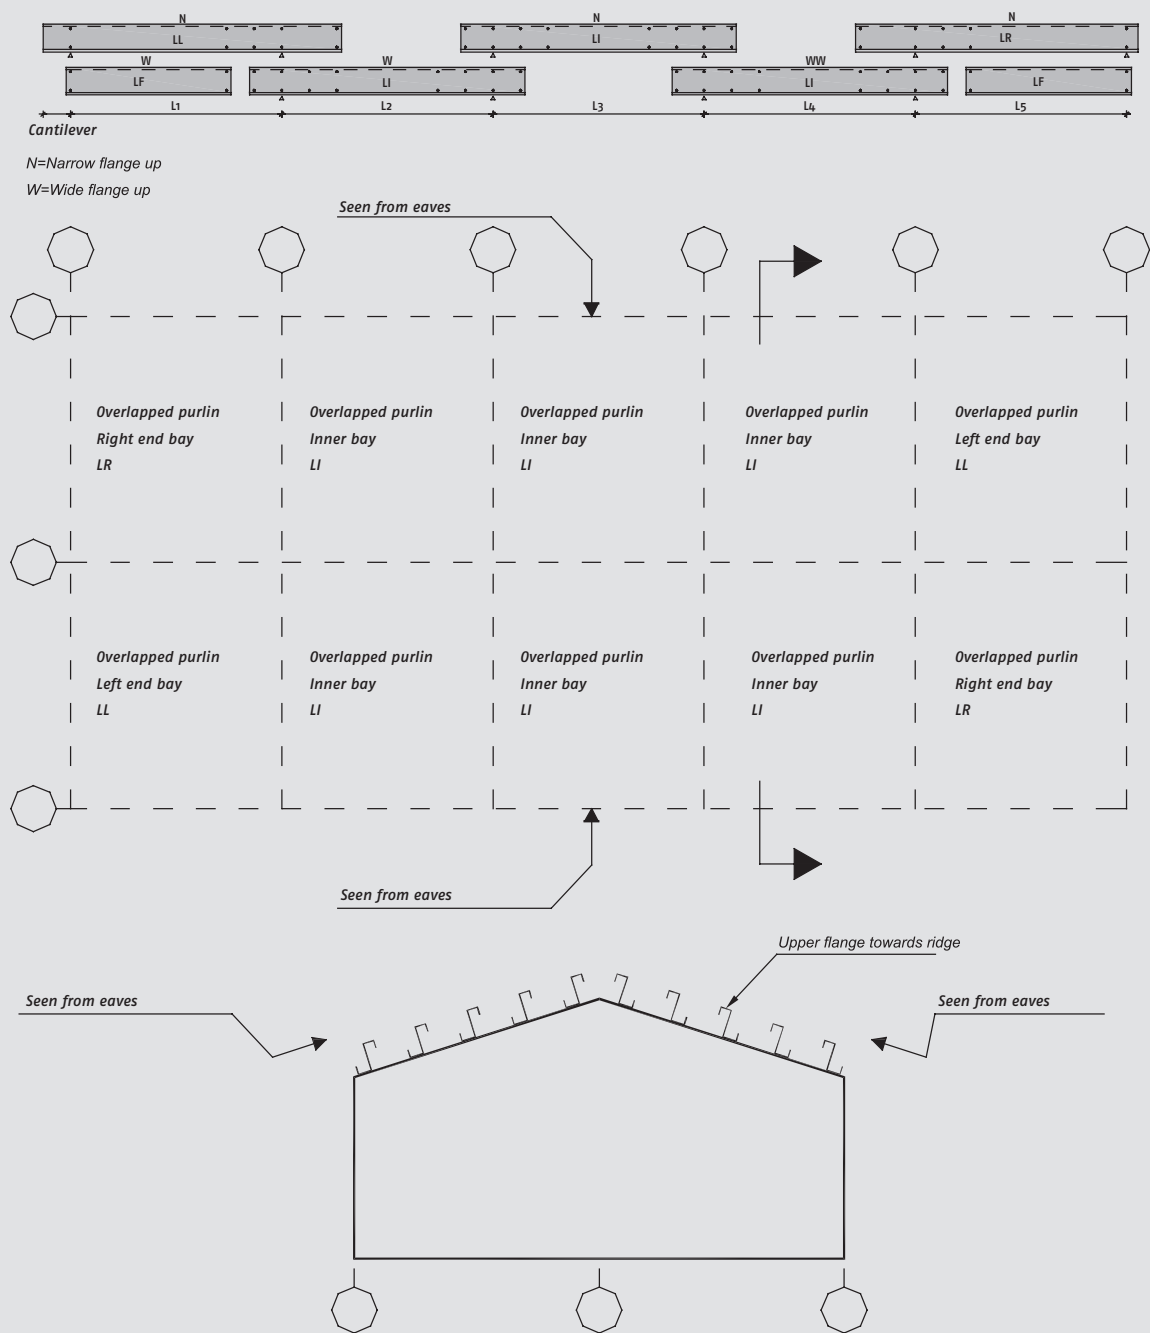 N N N
LL LI LR
W W WW
LF LI LI LF
L1 L2 L3 L4 L5
Cantilever
N=Narrow flange up
W=Wide flange up
Seen from eaves
Overlapped purlin
Right end bay
LR
Overlapped purlin
Inner bay
LI
Overlapped purlin
Inner bay
LI
Overlapped purlin
Inner bay
LI
Overlapped purlin
Left end bay
LL
Overlapped purlin
Left end bay
LL
Overlapped purlin
Inner bay
LI
Overlapped purlin
Inner bay
LI
Overlapped purlin
Inner bay
LI
Overlapped purlin
Right end bay
LR
Seen from eaves
Upper flange towards ridge
Seen from eaves
Seen from eaves